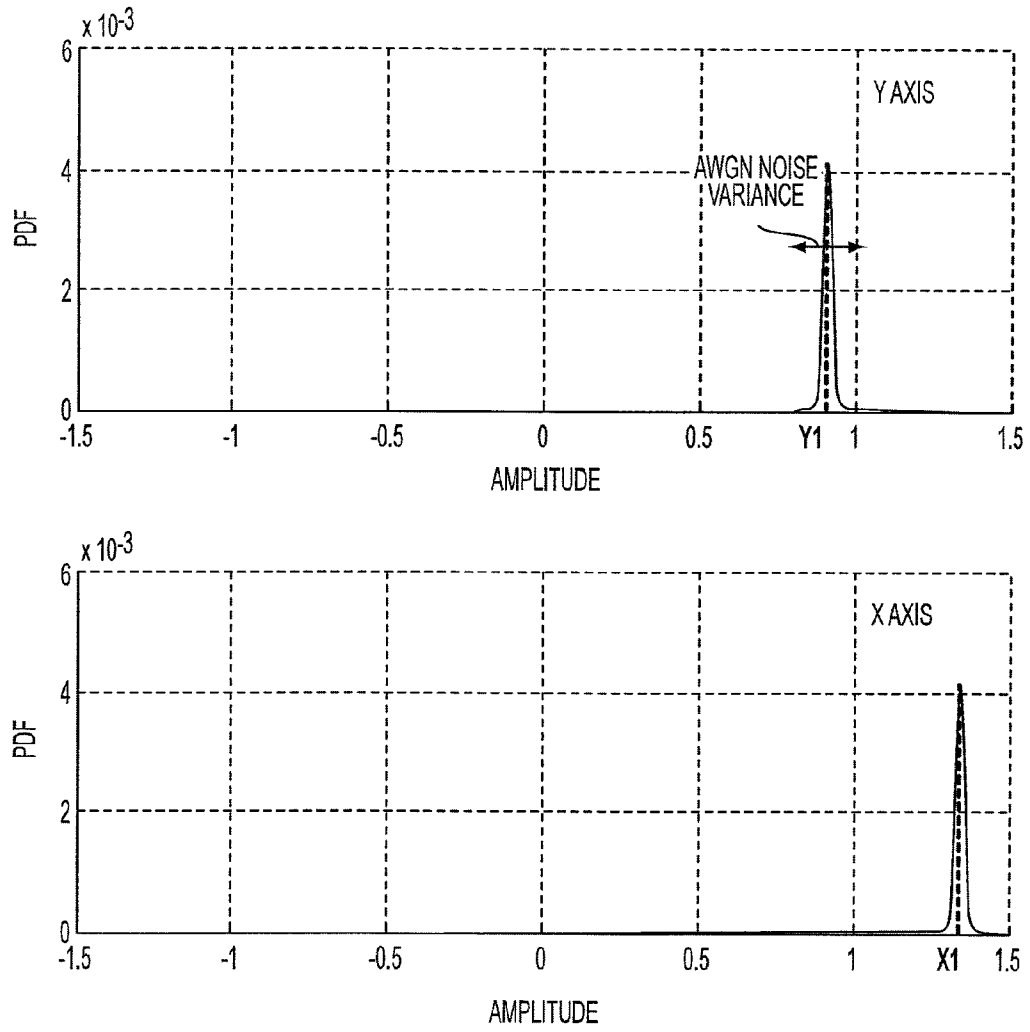 x 10-3
6
Y AXIS
4
AWGN NOISE
VARIANCE
PDF
2
0
-1.5 -1 -0.5 0 0.5 Y1 1 1.5
AMPLITUDE
x 10-3
6
X AXIS
4
PDF
2
0
-1.5 -1 -0.5 0 0.5 1 X1 1.5
AMPLITUDE